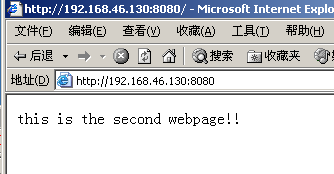 http://192.168.46.130:8080/ - Microsoft Internet Explo
文件(F) 编辑(E) 查看(V) 收藏(A) 工具(T) 帮助(H)
后退 搜索 收藏夹
地址(D) http://192.168.46.130:8080
this is the second webpage!!